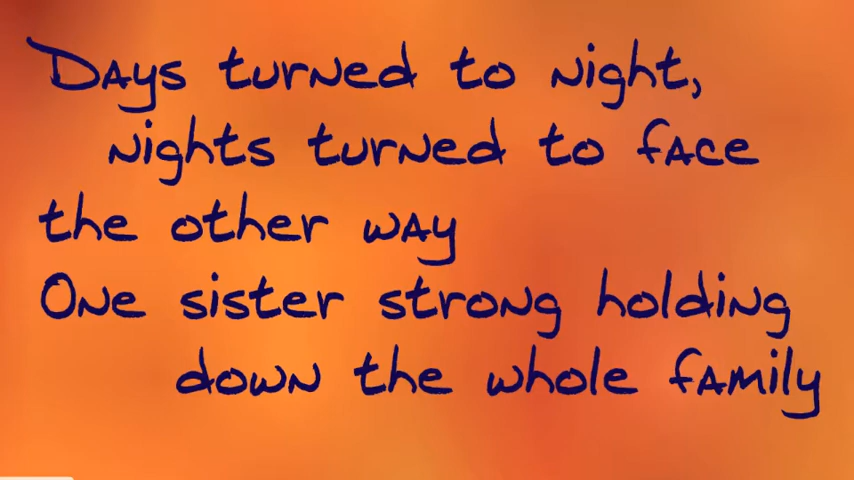 Days turned to night,
nights turned to face
the other way
One sister strong holding
down the whole family